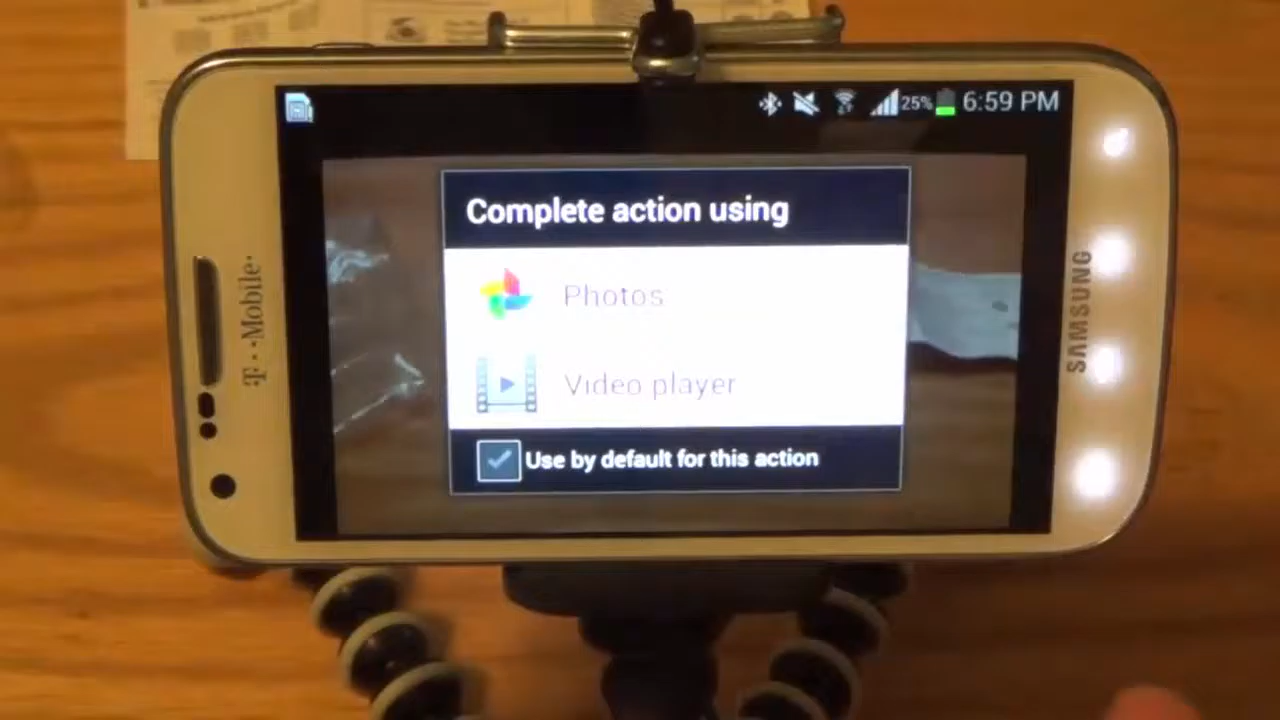 25% 6:59 PM
Complete action using
Photos
Video player
Use by default for this action
T··Mobile·
SAMSUNG